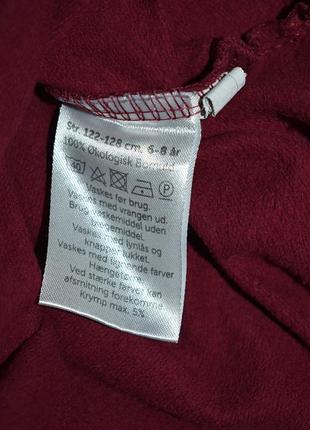 Str. 122-128 cm. 6-8 år
100% Økologisk Bomuld
40 P
Vaskes før brug.
Vaskes med vrangen ud.
Brug vaskemiddel uden
blegemiddel.
Vaskes med lynlås og
knapper lukket.
Vaskes med lignende farver
Hængetørre.
Ved stærke farver kan
afsmitning forekomme
Krymp max. 5%